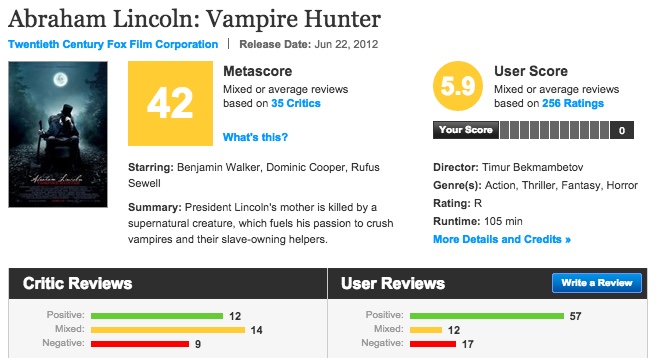 Abraham Lincoln: Vampire Hunter
Twentieth Century Fox Film Corporation | Release Date: Jun 22, 2012
42
Metascore
Mixed or average reviews
based on 35 Critics
What's this?
5.9
User Score
Mixed or average reviews
based on 256 Ratings
Your Score 0
Starring: Benjamin Walker, Dominic Cooper, Rufus
Sewell
Summary: President Lincoln's mother is killed by a
supernatural creature, which fuels his passion to crush
vampires and their slave-owning helpers.
Director: Timur Bekmambetov
Genre(s): Action, Thriller, Fantasy, Horror
Rating: R
Runtime: 105 min
More Details and Credits »
Critic Reviews
Positive: 12
Mixed: 14
Negative: 9
User Reviews
Write a Review
Positive: 57
Mixed: 12
Negative: 17